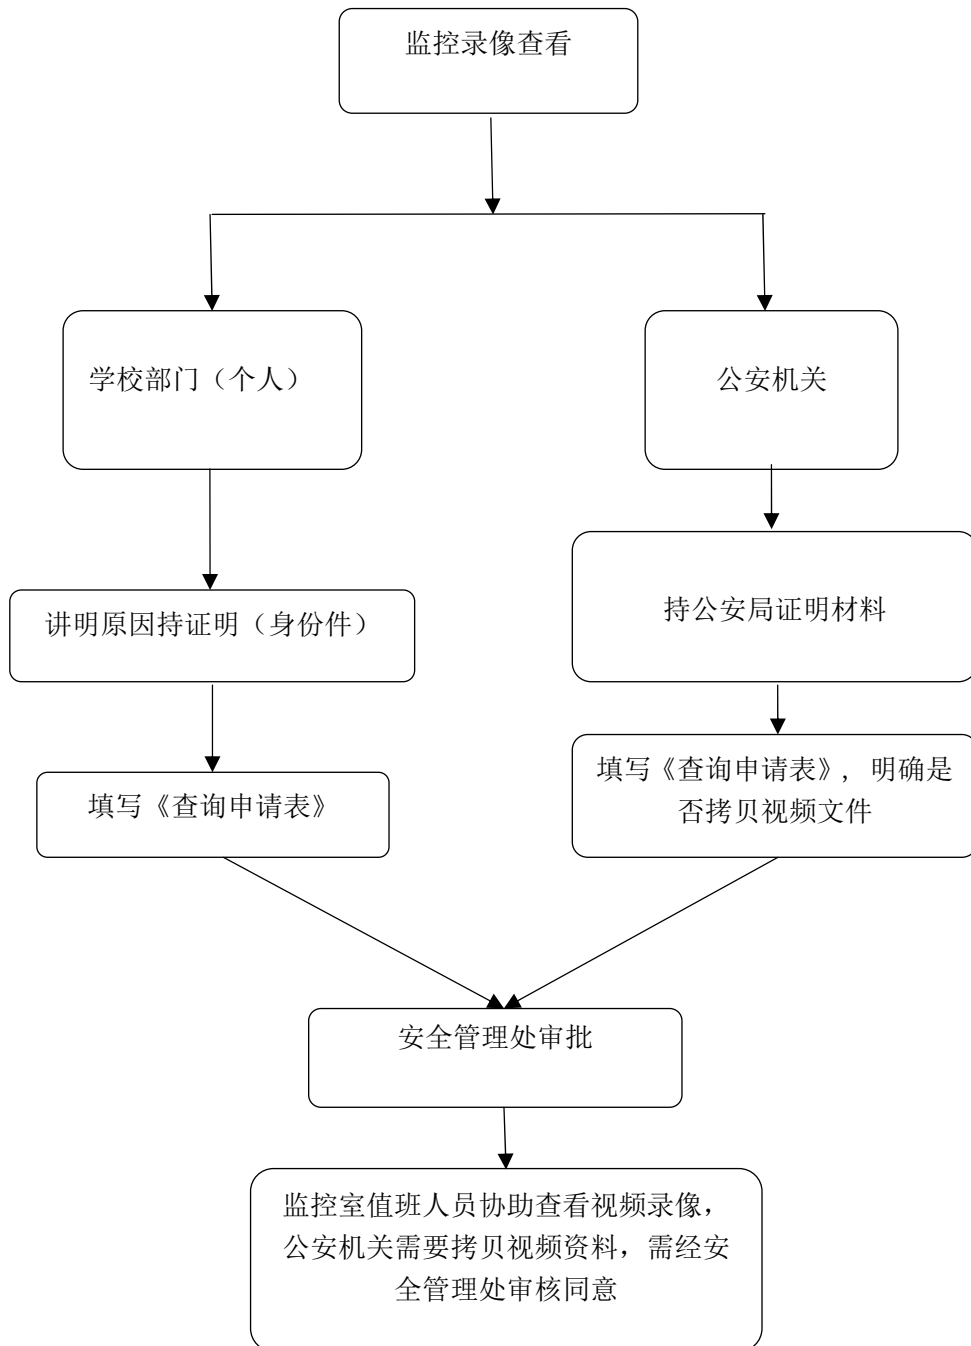 监控录像查看
学校部门（个人）
公安机关
讲明原因持证明（身份件）
持公安局证明材料
填写《查询申请表》
填写《查询申请表》, 明确是
否拷贝视频文件
安全管理处审批
监控室值班人员协助查看视频录像，
公安机关需要拷贝视频资料，需经安
全管理处审核同意